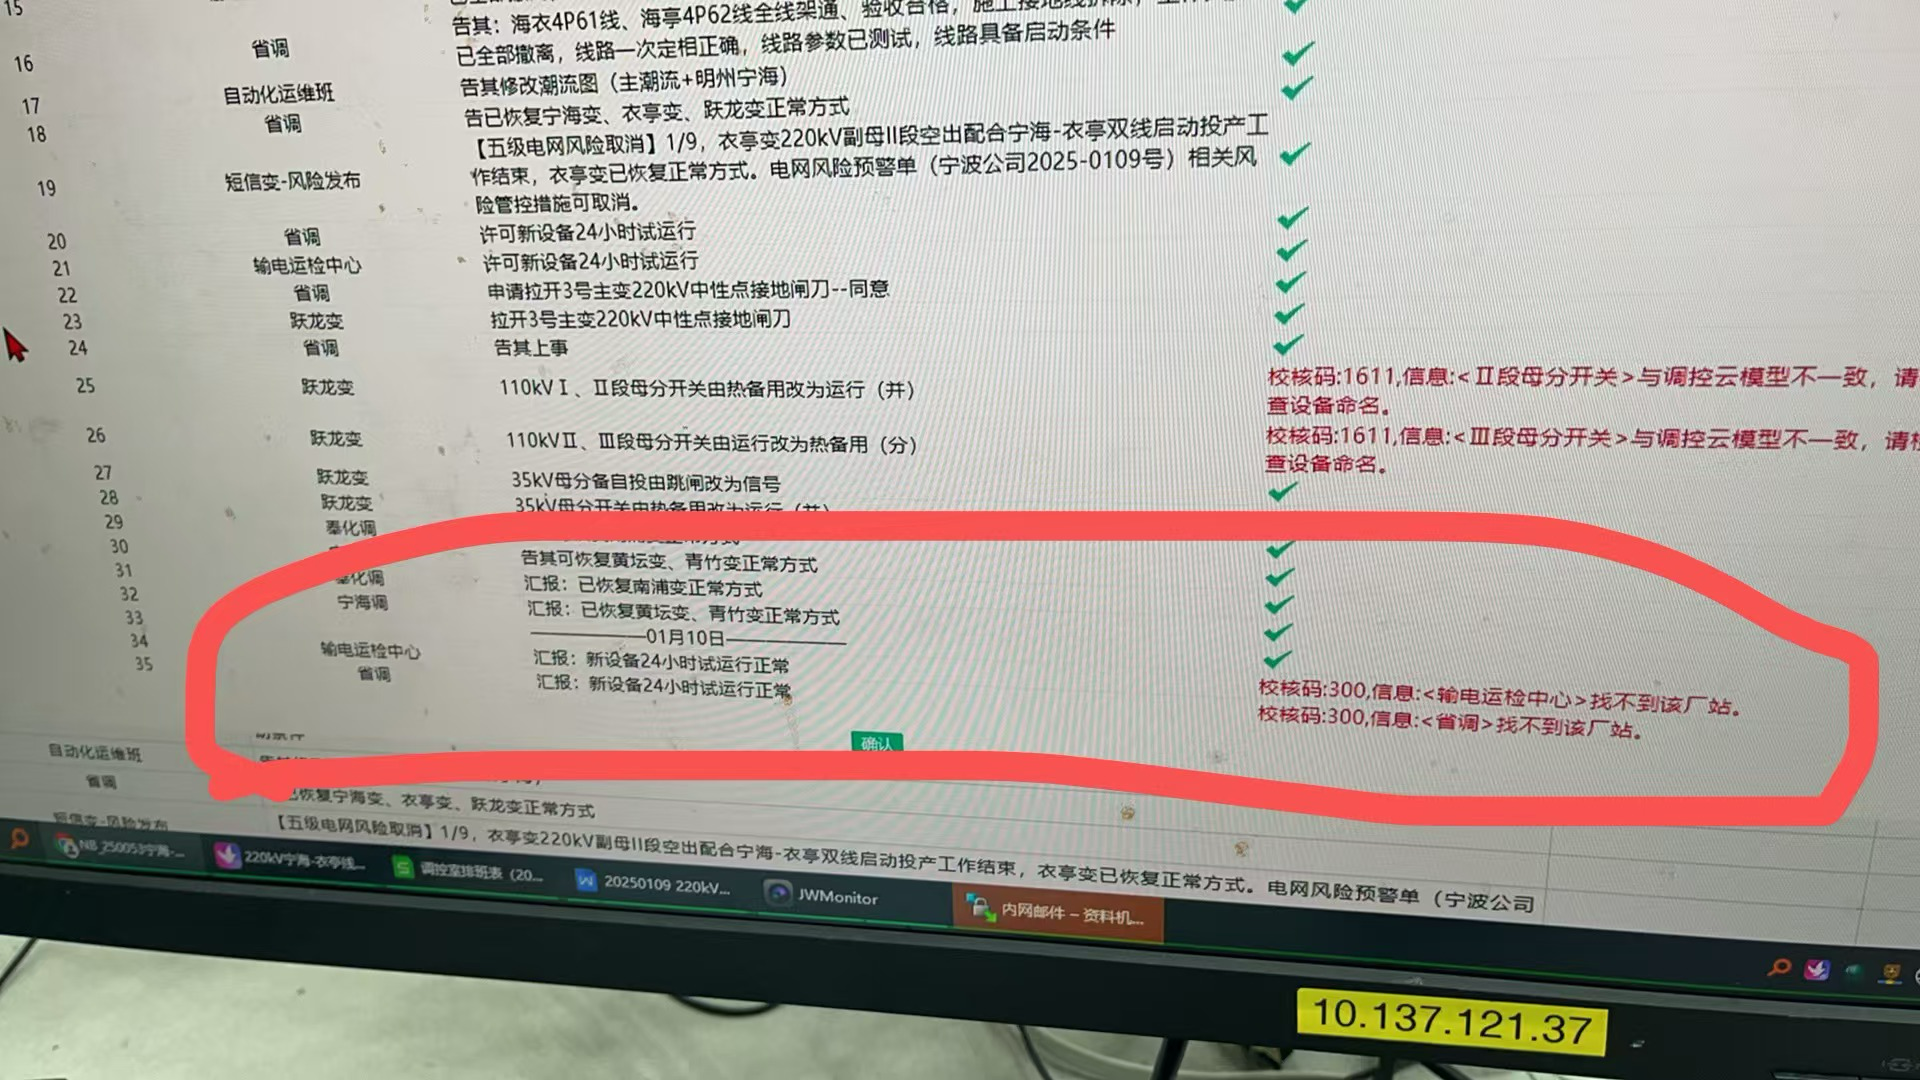 15
告其：海衣4P61线、海亭4P62线全线架通、验收合格，施工接地线拆除，
16 省调 已全部撤离，线路一次定相正确，线路参数已测试，线路具备启动条件
17 自动化运维班 告其修改潮流图（主潮流+明州宁海）
18 省调 告已恢复宁海变、衣亭变、跃龙变正常方式
【五级电网风险取消】1/9，衣亭变220kV副母II段空出配合宁海-衣亭双线启动投产工
19 短信变-风险发布 作结束，衣亭变已恢复正常方式。电网风险预警单（宁波公司2025-0109号）相关风
险管控措施可取消。
20 省调 许可新设备24小时试运行
21 输电运检中心 许可新设备24小时试运行
22 省调 申请拉开3号主变220kV中性点接地闸刀--同意
23 跃龙变 拉开3号主变220kV中性点接地闸刀
24 省调 告其上事
25 跃龙变 110kVⅠ、Ⅱ段母分开关由热备用改为运行（并） 校核码:1611,信息:<Ⅱ段母分开关>与调控云模型不一致，请
查设备命名。
26 跃龙变 110kVⅡ、Ⅲ段母分开关由运行改为热备用（分） 校核码:1611,信息:<Ⅲ段母分开关>与调控云模型不一致，请检
查设备命名。
27 跃龙变 35kV母分备自投由跳闸改为信号
28 跃龙变 35kV母分开关由热备用改为运行（并）
29 奉化调
30 告其可恢复黄坛变、青竹变正常方式
31 奉化调 汇报：已恢复南浦变正常方式
32 宁海调 汇报：已恢复黄坛变、青竹变正常方式
33 ————01月10日————
34 输电运检中心 汇报：新设备24小时试运行正常 校核码:300,信息:<输电运检中心>找不到该厂站。
35 省调 汇报：新设备24小时试运行正常 校核码:300,信息:<省调>找不到该厂站。
确认
自动化运维班
省调 已恢复宁海变、衣亭变、跃龙变正常方式
短信变-风险发布 【五级电网风险取消】1/9，衣亭变220kV副母II段空出配合宁海-衣亭双线启动投产工作结束，衣亭变已恢复正常方式。电网风险预警单（宁波公司
NB_250053宁海-... 220kV宁海-衣亭线... 调控室排班表（20... 20250109 220kV... JWMonitor 内网邮件 – 资料机...
10.137.121.37